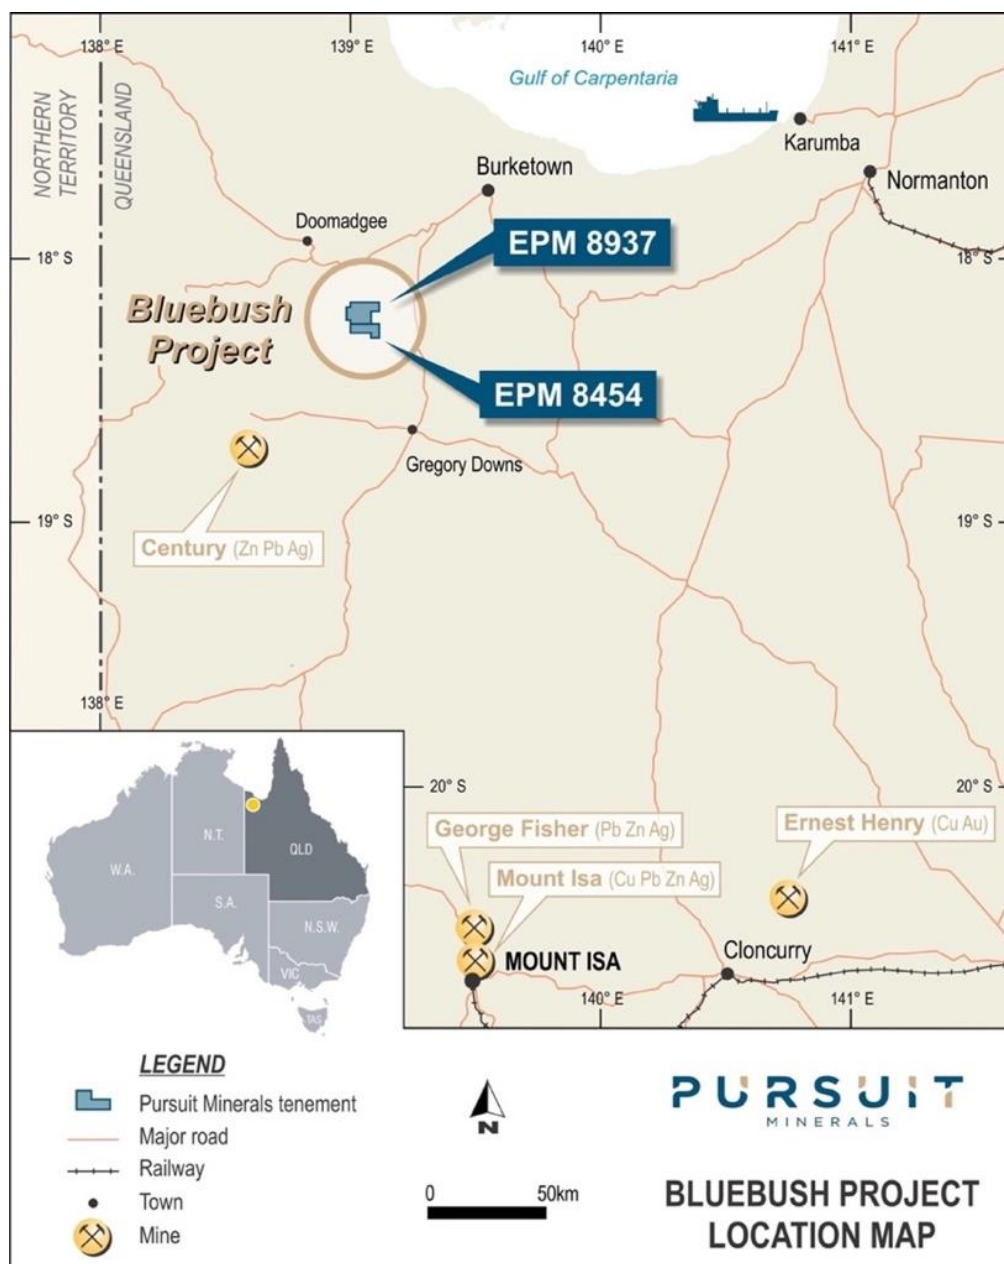 138° E
139° E
140° E
141° E
Gulf of Carpentaria
NORTHERN
TERRITORY
QUEENSLAND
Karumba
Burketown
Normanton
Doomadgee
EPM 8937
18° S
18° S
Bluebush
Project
EPM 8454
Gregory Downs
19° S
19° S
Century (Zn Pb Ag)
138° E
20° S
20° S
George Fisher (Pb Zn Ag)
Ernest Henry (Cu Au)
Mount Isa (Cu Pb Zn Ag)
N.T.
QLD
W.A.
S.A.
N.S.W.
VIC
TAS
MOUNT ISA
Cloncurry
140° E
141° E
LEGEND
Pursuit Minerals tenement
Major road
Railway
Town
Mine
N
0
50km
PURSUIT
MINERALS
BLUEBUSH PROJECT
LOCATION MAP